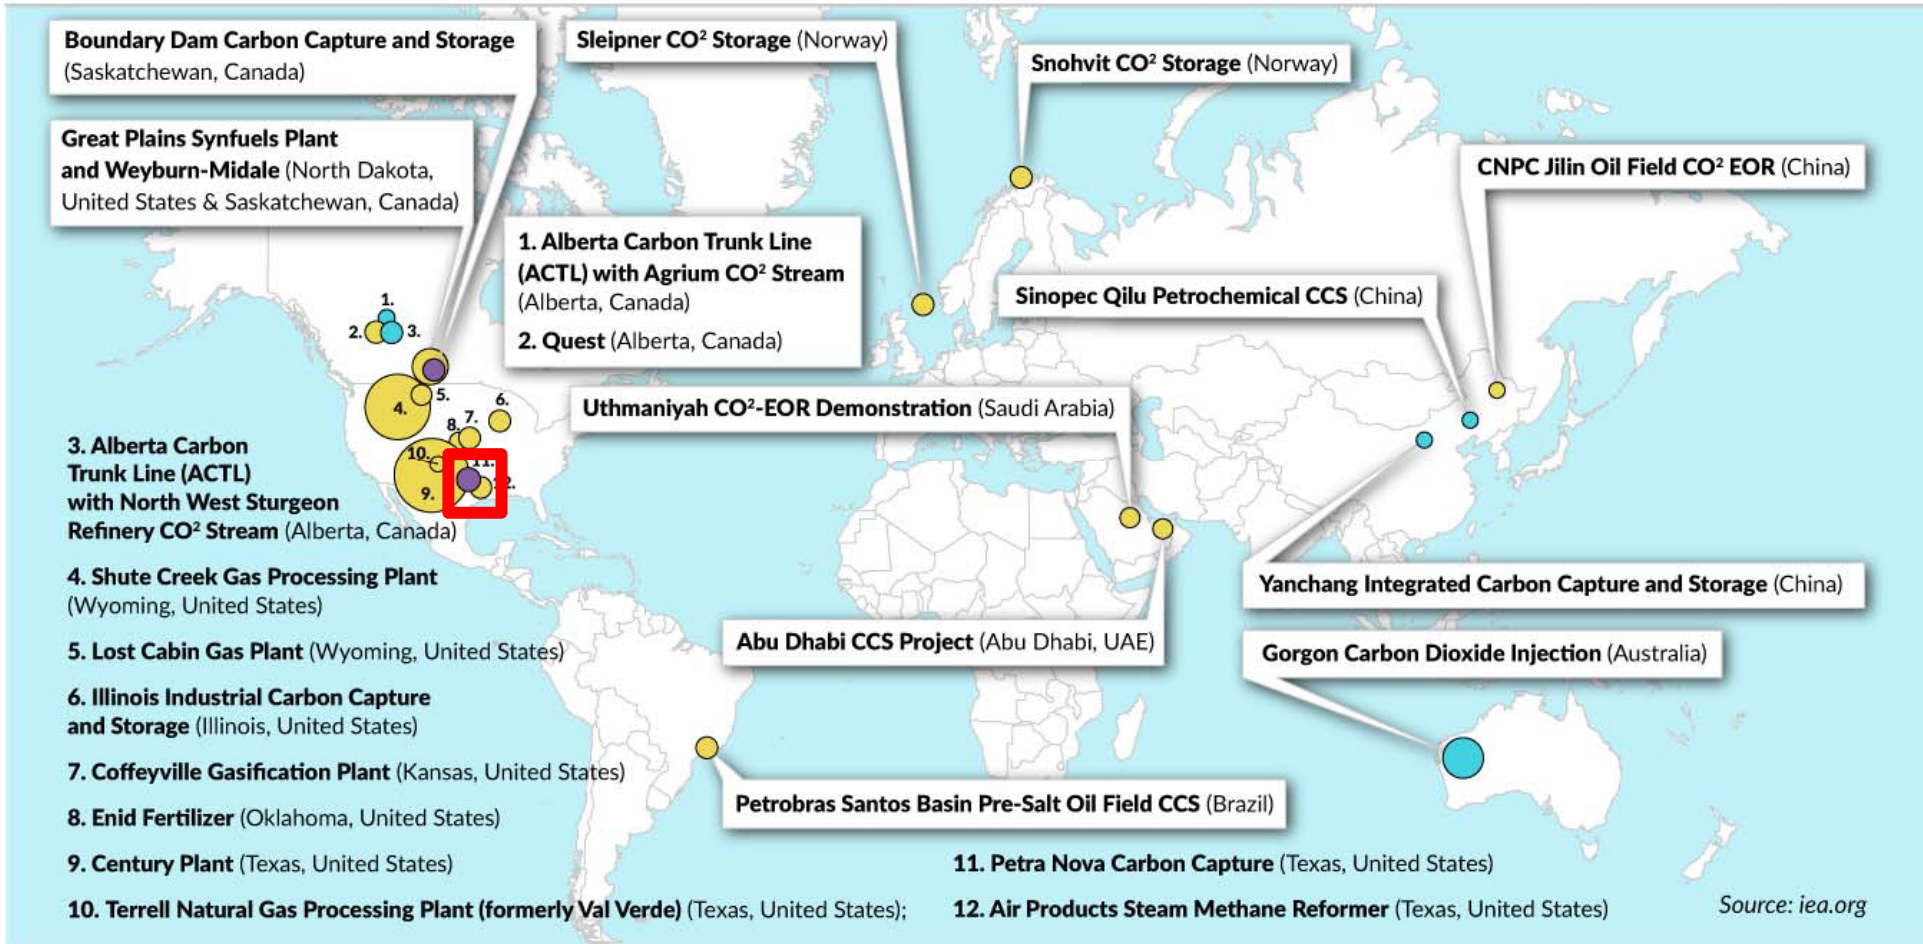 Boundary Dam Carbon Capture and Storage
(Saskatchewan, Canada)
Sleipner CO² Storage (Norway)
Snohvit CO² Storage (Norway)
Great Plains Synfuels Plant
and Weyburn-Midale (North Dakota,
United States & Saskatchewan, Canada)
CNPC Jilin Oil Field CO² EOR (China)
1. Alberta Carbon Trunk Line
(ACTL) with Agrium CO² Stream
(Alberta, Canada)
2. Quest (Alberta, Canada)
Sinopec Qilu Petrochemical CCS (China)
Uthmaniyah CO²-EOR Demonstration (Saudi Arabia)
1.
2.
3.
4.
5.
6.
7.
8.
10.
11.
9.
12.
3. Alberta Carbon
Trunk Line (ACTL)
with North West Sturgeon
Refinery CO² Stream (Alberta, Canada)
4. Shute Creek Gas Processing Plant
(Wyoming, United States)
5. Lost Cabin Gas Plant (Wyoming, United States)
6. Illinois Industrial Carbon Capture
and Storage (Illinois, United States)
7. Coffeyville Gasification Plant (Kansas, United States)
8. Enid Fertilizer (Oklahoma, United States)
9. Century Plant (Texas, United States)
10. Terrell Natural Gas Processing Plant (formerly Val Verde) (Texas, United States);
Yanchang Integrated Carbon Capture and Storage (China)
Abu Dhabi CCS Project (Abu Dhabi, UAE)
Gorgon Carbon Dioxide Injection (Australia)
Petrobras Santos Basin Pre-Salt Oil Field CCS (Brazil)
11. Petra Nova Carbon Capture (Texas, United States)
12. Air Products Steam Methane Reformer (Texas, United States)
Source: iea.org